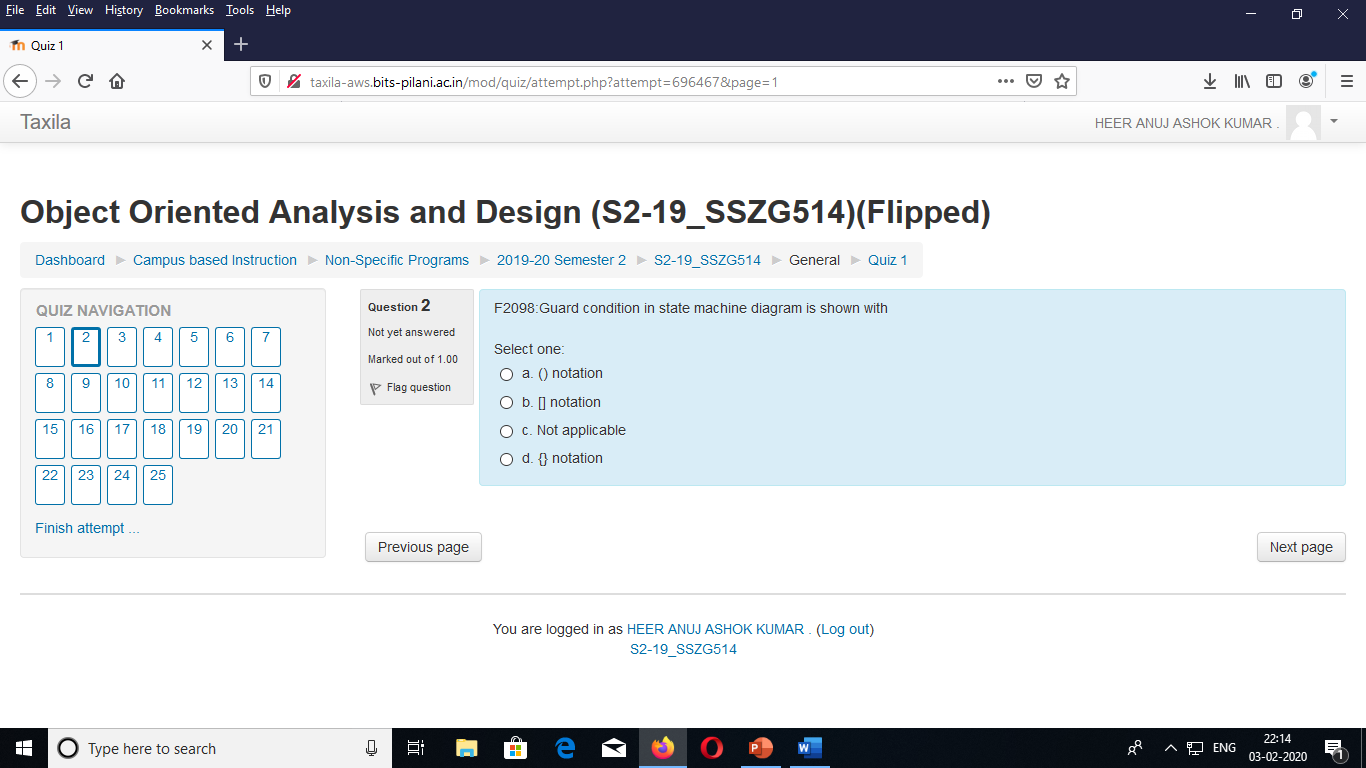 File Edit View History Bookmarks Tools Help
Quiz 1
taxila-aws.bits-pilani.ac.in/mod/quiz/attempt.php?attempt=696467&page=1
Taxila
HEER ANUJ ASHOK KUMAR .
Object Oriented Analysis and Design (S2-19_SSZG514)(Flipped)
Dashboard Campus based Instruction Non-Specific Programs 2019-20 Semester 2 S2-19_SSZG514 General Quiz 1
QUIZ NAVIGATION
1 2 3 4 5 6 7
8 9 10 11 12 13 14
15 16 17 18 19 20 21
22 23 24 25
Finish attempt ...
Question 2
Not yet answered
Marked out of 1.00
Flag question
F2098:Guard condition in state machine diagram is shown with
Select one:
a. () notation
b. [] notation
c. Not applicable
d. {} notation
Previous page
Next page
You are logged in as HEER ANUJ ASHOK KUMAR . (Log out)
S2-19_SSZG514
Type here to search
ENG
22:14
03-02-2020
1